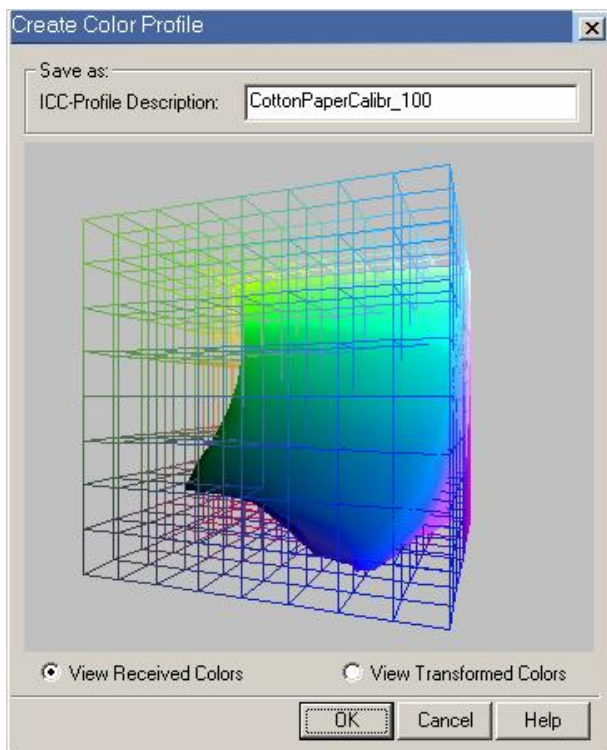 Create Color Profile
Save as:
ICC-Profile Description: CottonPaperCalibr_100
View Received Colors View Transformed Colors
OK Cancel Help